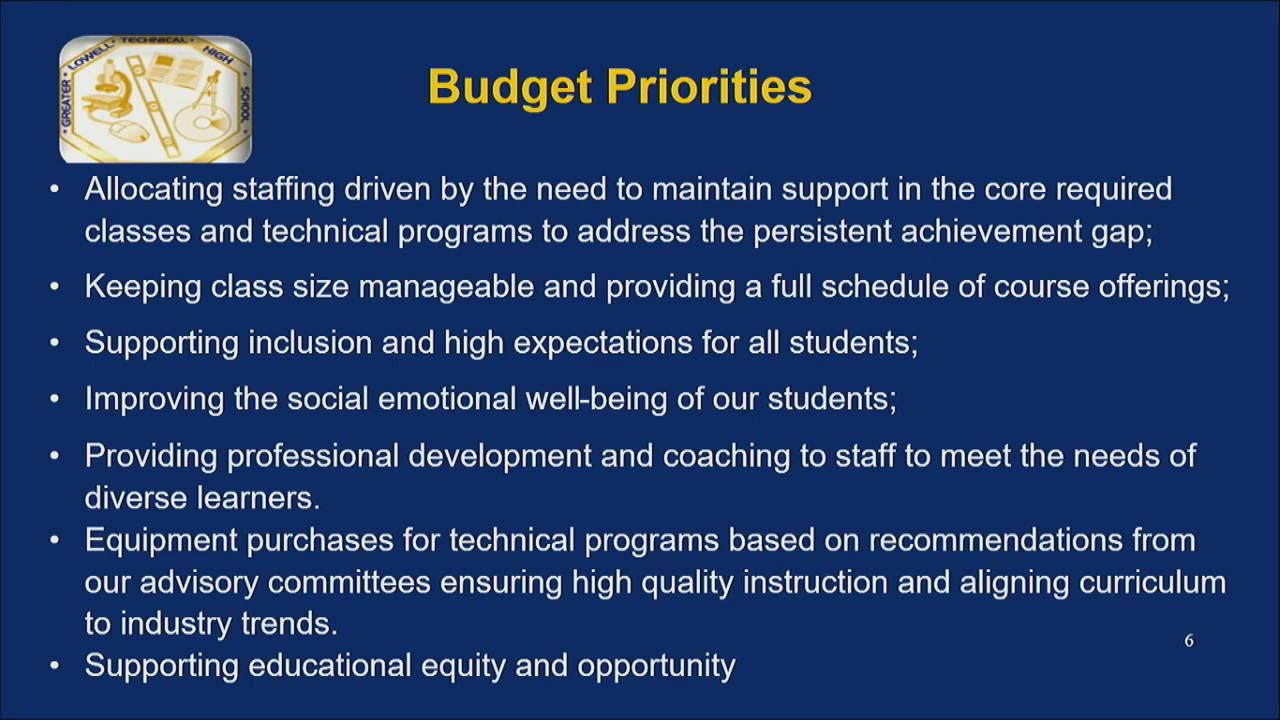 GREATER LOWELL TECHNICAL HIGH SCHOOL
Budget Priorities
• Allocating staffing driven by the need to maintain support in the core required
classes and technical programs to address the persistent achievement gap;
• Keeping class size manageable and providing a full schedule of course offerings;
• Supporting inclusion and high expectations for all students;
• Improving the social emotional well-being of our students;
• Providing professional development and coaching to staff to meet the needs of
diverse learners.
• Equipment purchases for technical programs based on recommendations from
our advisory committees ensuring high quality instruction and aligning curriculum
to industry trends.
6
• Supporting educational equity and opportunity